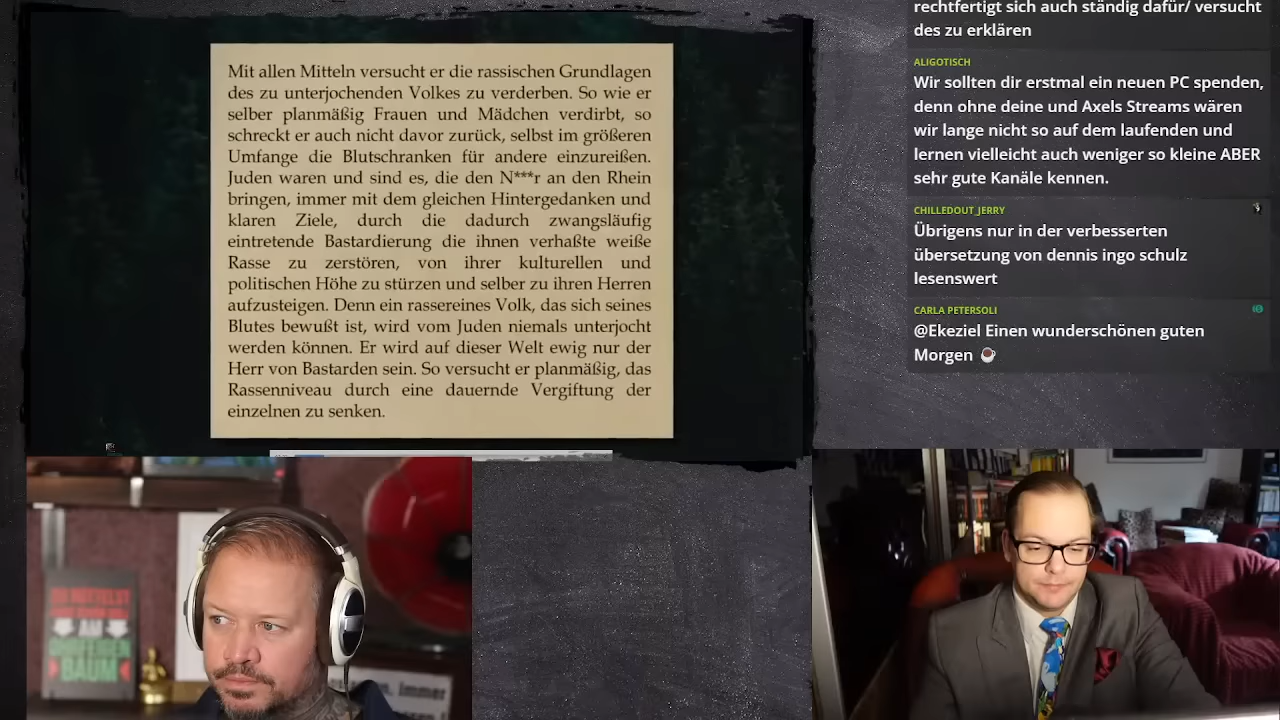 Mit allen Mitteln versucht er die rassischen Grundlagen
des zu unterjochenden Volkes zu verderben. So wie er
selber planmäßig Frauen und Mädchen verdirbt, so
schreckt er auch nicht davor zurück, selbst im größeren
Umfange die Blutschranken für andere einzureißen.
Juden waren und sind es, die den N***r an den Rhein
bringen, immer mit dem gleichen Hintergedanken und
klaren Ziele, durch die dadurch zwangsläufig
eintretende Bastardierung die ihnen verhaßte weiße
Rasse zu zerstören, von ihrer kulturellen und
politischen Höhe zu stürzen und selber zu ihren Herren
aufzusteigen. Denn ein rassereines Volk, das sich seines
Blutes bewußt ist, wird vom Juden niemals unterjocht
werden können. Er wird auf dieser Welt ewig nur der
Herr von Bastarden sein. So versucht er planmäßig, das
Rassenniveau durch eine dauernde Vergiftung der
einzelnen zu senken.
rechtfertigt sich auch ständig dafür/ versucht
des zu erklären
ALIGOTISCH
Wir sollten dir erstmal ein neuen PC spenden,
denn ohne deine und Axels Streams wären
wir lange nicht so auf dem laufenden und
lernen vielleicht auch weniger so kleine ABER
sehr gute Kanäle kennen.
CHILLEDOUT JERRY
Übrigens nur in der verbesserten
übersetzung von dennis ingo schulz
lesenswert
CARLA PETERSOLI
@Ekeziel Einen wunderschönen guten
Morgen
AM
BAUM
immer